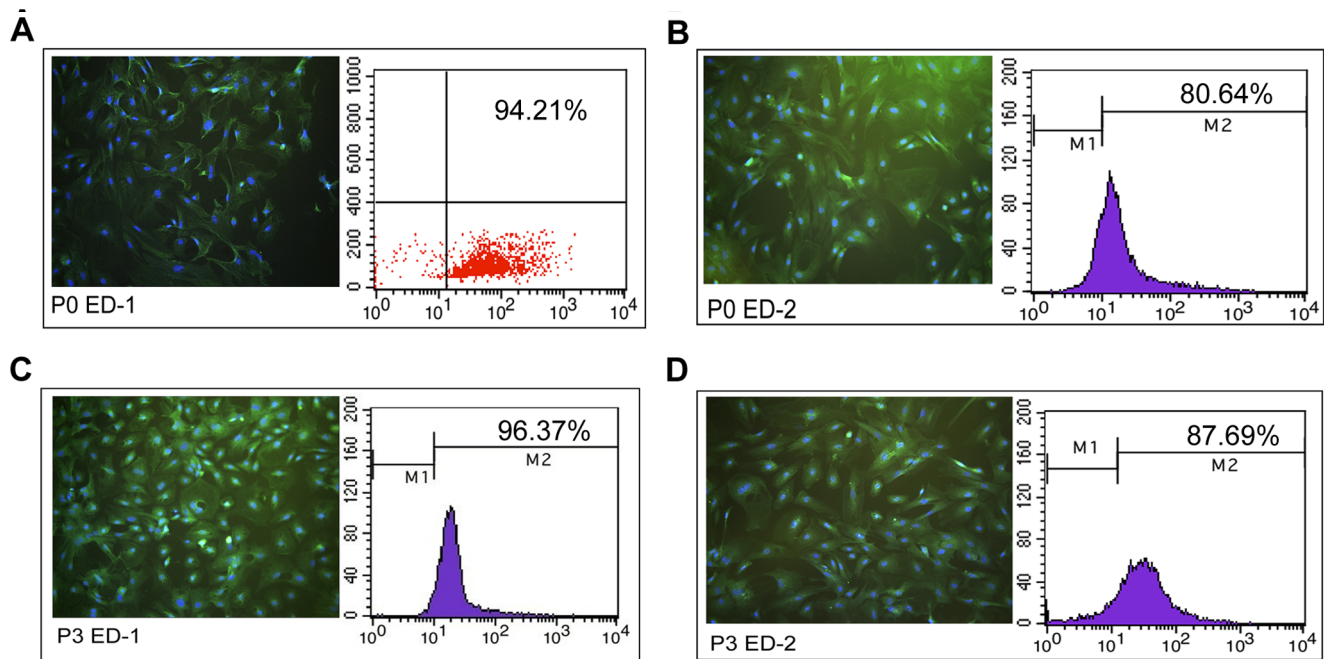 A
94.21%
1000
800
600
400
200
0
10⁰ 10¹ 10² 10³ 10⁴
P0 ED-1
B
80.64%
M1
M2
200
160
120
80
40
0
10⁰ 10¹ 10² 10³ 10⁴
P0 ED-2
C
96.37%
M1
M2
200
160
120
80
40
0
10⁰ 10¹ 10² 10³ 10⁴
P3 ED-1
D
87.69%
M1
M2
200
160
120
80
40
0
10⁰ 10¹ 10² 10³ 10⁴
P3 ED-2